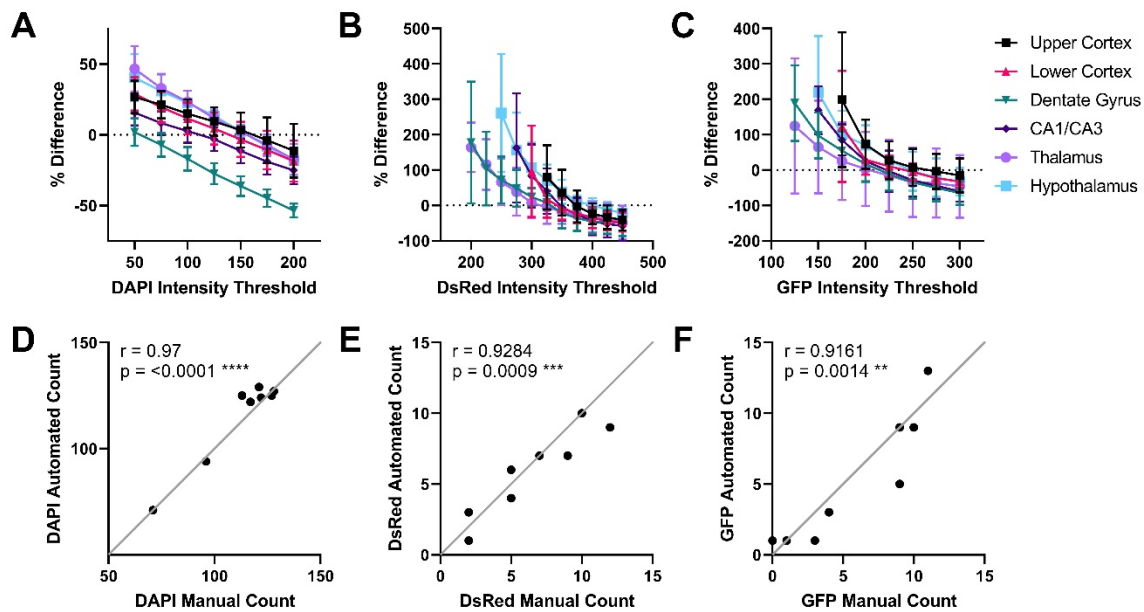 A
% Difference
50
0
-50
50
100
150
200
DAPI Intensity Threshold
B
% Difference
500
400
300
200
100
0
-100
200
300
400
500
DsRed Intensity Threshold
C
% Difference
400
300
200
100
0
-100
-200
100
150
200
250
300
GFP Intensity Threshold
Upper Cortex
Lower Cortex
Dentate Gyrus
CA1/CA3
Thalamus
Hypothalamus
D
DAPI Automated Count
150
100
r = 0.97
p = <0.0001 ****
50
100
150
DAPI Manual Count
E
DsRed Automated Count
15
10
5
0
r = 0.9284
p = 0.0009 ***
0
5
10
15
DsRed Manual Count
F
GFP Automated Count
15
10
5
0
r = 0.9161
p = 0.0014 **
0
5
10
15
GFP Manual Count